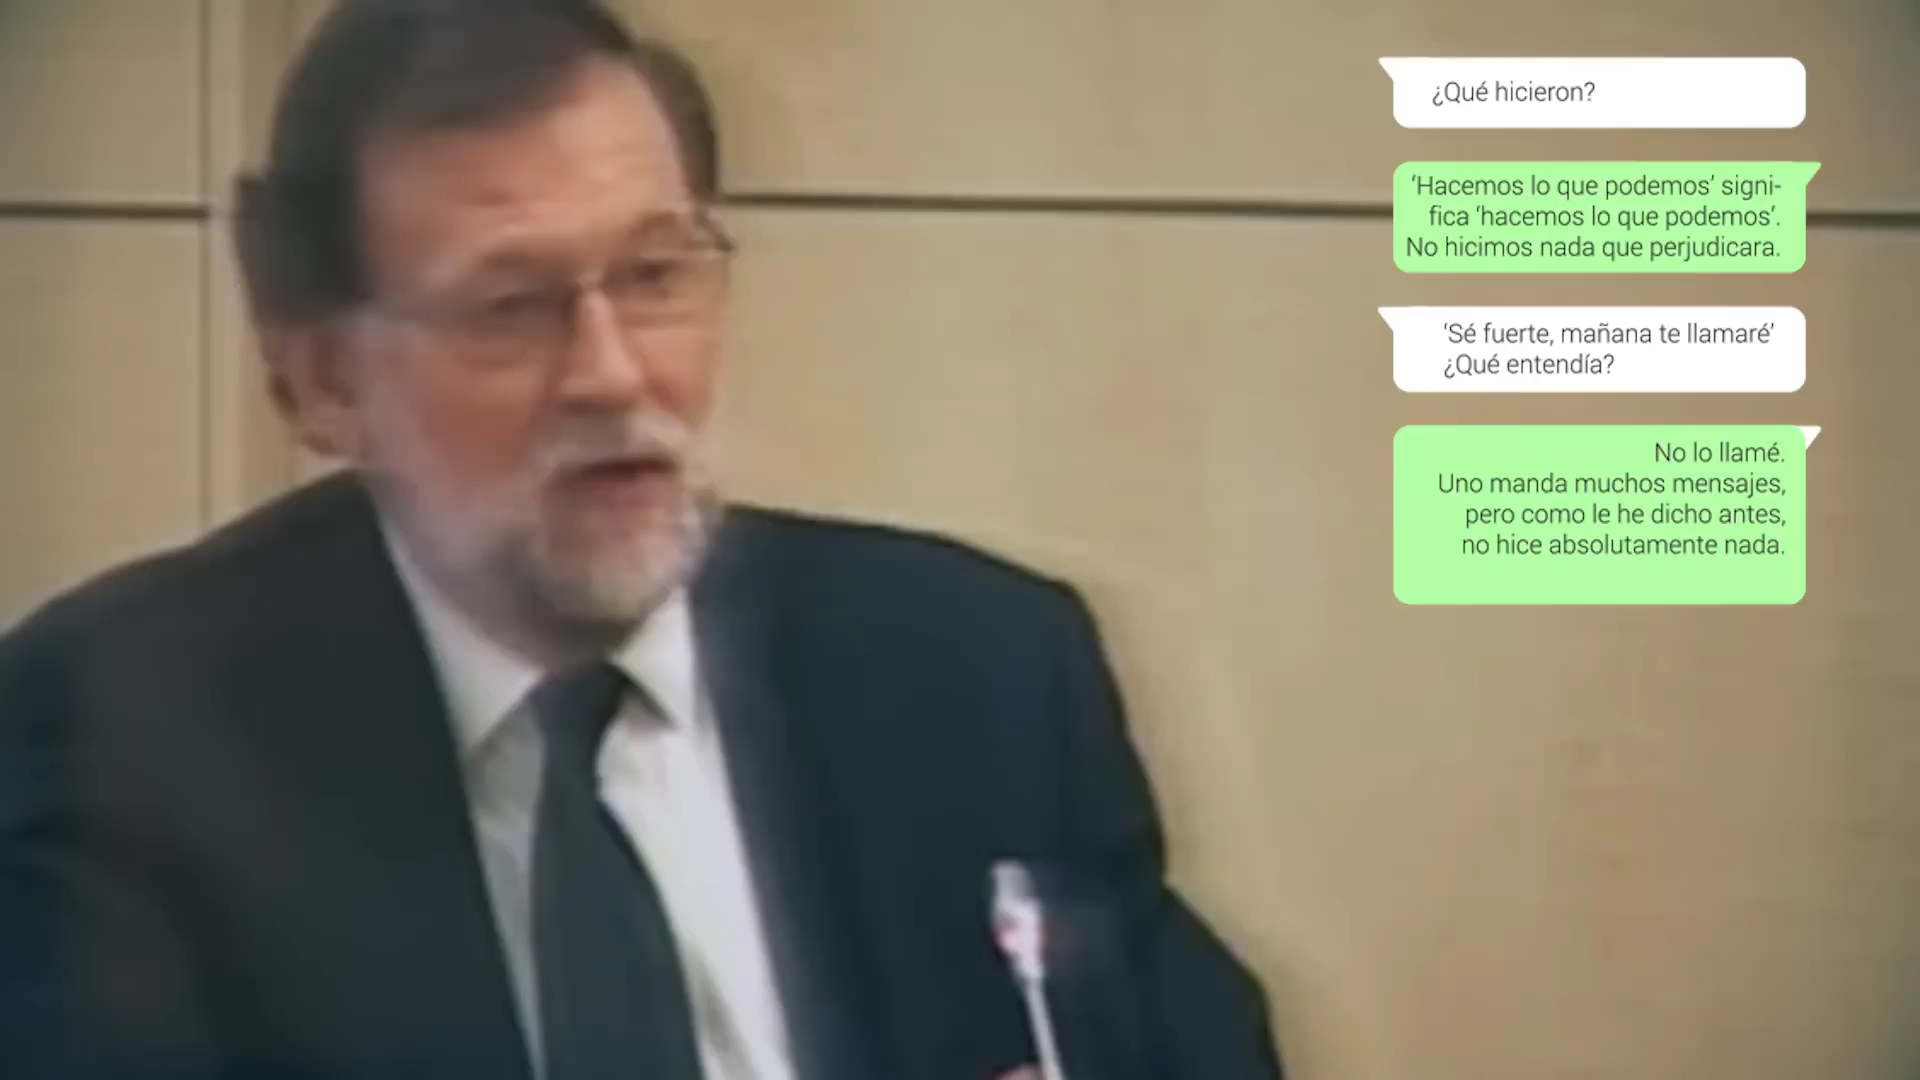 ¿Qué hicieron?
‘Hacemos lo que podemos’ signi-
fica ‘hacemos lo que podemos’.
No hicimos nada que perjudicara.
‘Sé fuerte, mañana te llamaré’
¿Qué entendía?
No lo llamé.
Uno manda muchos mensajes,
pero como le he dicho antes,
no hice absolutamente nada.